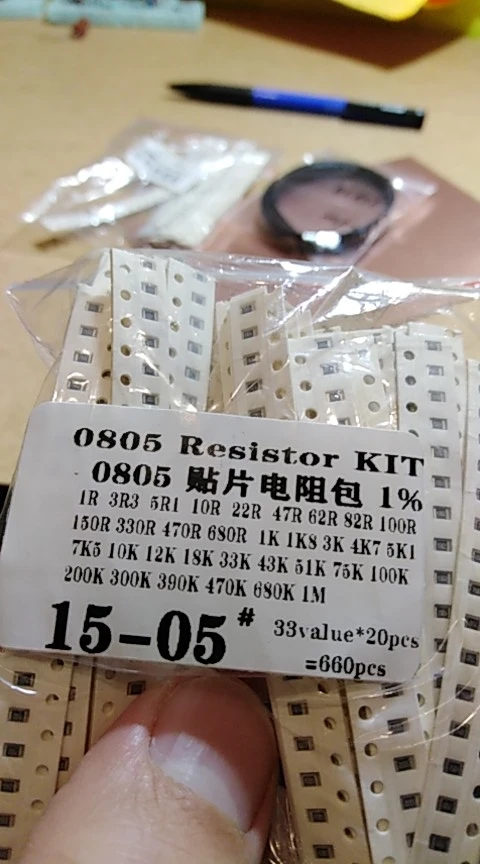 0805 Resistor KIT
0805 贴片电阻包 1%
1R 3R3 5R1 10R 22R 47R 62R 82R 100R
150R 330R 470R 680R 1K 1K8 3K 4K7 5K1
7K5 10K 12K 18K 33K 43K 51K 75K 100K
200K 300K 390K 470K 680K 1M
15-05# 33value*20pcs
=660pcs